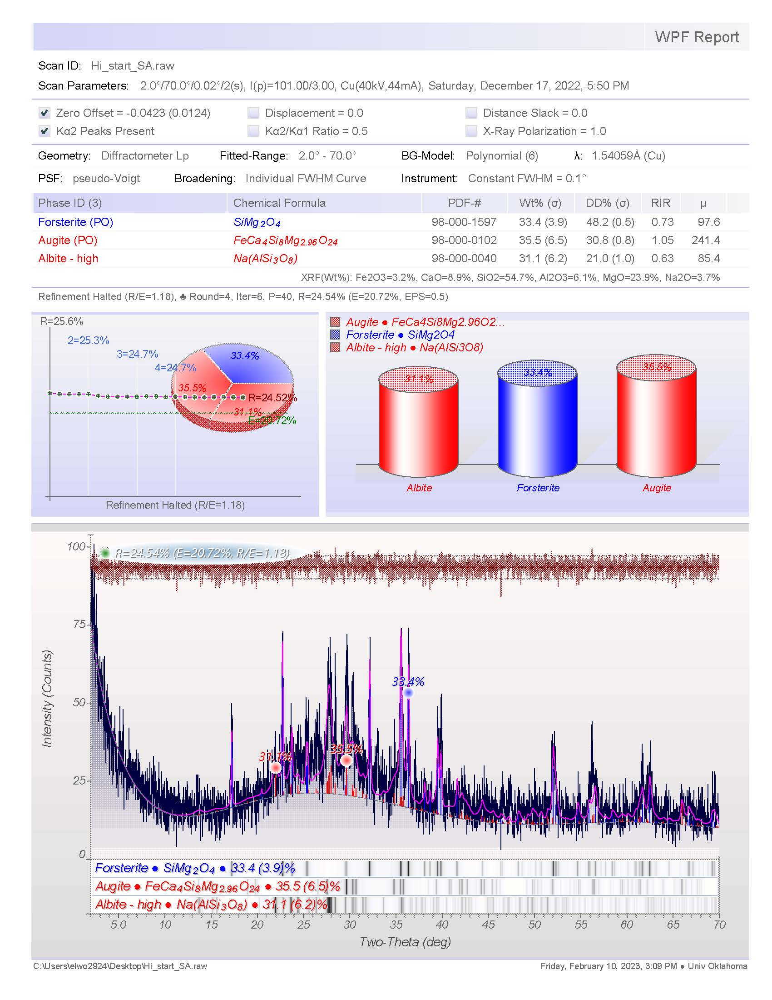 WPF Report
Scan ID: Hi_start_SA.raw
Scan Parameters: 2.0°/70.0°/0.02°/2(s), I(p)=101.00/3.00, Cu(40kV,44mA), Saturday, December 17, 2022, 5:50 PM
Zero Offset = -0.0423 (0.0124) Displacement = 0.0 Distance Slack = 0.0
Kα2 Peaks Present Kα2/Kα1 Ratio = 0.5 X-Ray Polarization = 1.0
Geometry: Diffractometer Lp Fitted-Range: 2.0° - 70.0° BG-Model: Polynomial (6) λ: 1.54059Å (Cu)
PSF: pseudo-Voigt Broadening: Individual FWHM Curve Instrument: Constant FWHM = 0.1°
Phase ID (3) Chemical Formula PDF-# Wt% (σ) DD% (σ) RIR µ
Forsterite (PO) SiMg2O4 98-000-1597 33.4 (3.9) 48.2 (0.5) 0.73 97.6
Augite (PO) FeCa4Si8Mg2.96O24 98-000-0102 35.5 (6.5) 30.8 (0.8) 1.05 241.4
Albite - high Na(AlSi3O8) 98-000-0040 31.1 (6.2) 21.0 (1.0) 0.63 85.4
XRF(Wt%): Fe2O3=3.2%, CaO=8.9%, SiO2=54.7%, Al2O3=6.1%, MgO=23.9%, Na2O=3.7%
Refinement Halted (R/E=1.18), ♣ Round=4, Iter=6, P=40, R=24.54% (E=20.72%, EPS=0.5)
R=25.6%
2=25.3%
3=24.7%
4=24.7%
33.4%
35.5%
R=24.52%
31.1%
E=20.72%
Refinement Halted (R/E=1.18)
Augite ● FeCa4Si8Mg2.96O2...
Forsterite ● SiMg2O4
Albite - high ● Na(AlSi3O8)
31.1% 33.4% 35.5%
Albite Forsterite Augite
R=24.54% (E=20.72%, R/E=1.18)
100
75
50
25
0
Intensity (Counts)
33.4%
35.5%
31.1%
Forsterite ● SiMg2O4 ● 33.4 (3.9)%
Augite ● FeCa4Si8Mg2.96O24 ● 35.5 (6.5)%
Albite - high ● Na(AlSi3O8) ● 31.1 (6.2)%
5.0 10 15 20 25 30 35 40 45 50 55 60 65 70
Two-Theta (deg)
C:\Users\elwo2924\Desktop\Hi_start_SA.raw
Friday, February 10, 2023, 3:09 PM ● Univ Oklahoma